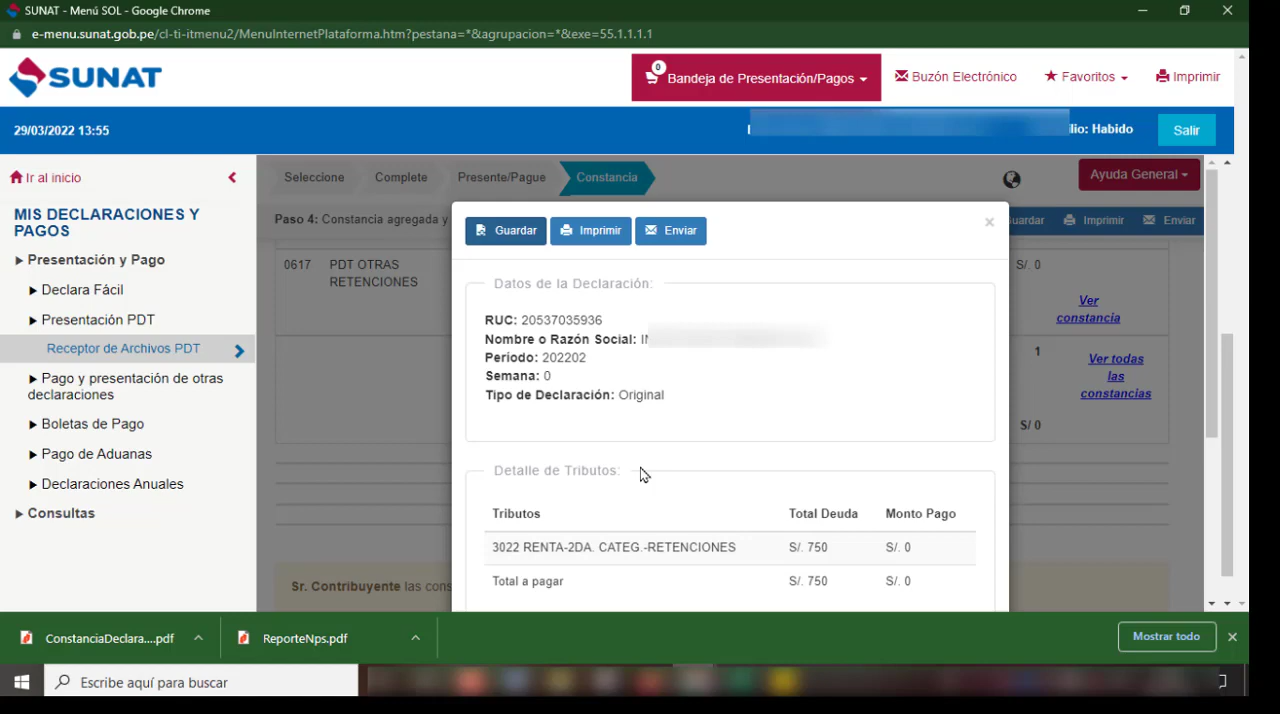 SUNAT - Menú SOL - Google Chrome
e-menu.sunat.gob.pe/cl-ti-itmenu2/MenuInternetPlataforma.htm?pestana=*&agrupacion=*&exe=55.1.1.1.1
SUNAT
0
Bandeja de Presentación/Pagos
Buzón Electrónico
Favoritos
Imprimir
29/03/2022 13:55
lio: Habido
Salir
Ir al inicio
MIS DECLARACIONES Y
PAGOS
Presentación y Pago
Declara Fácil
Presentación PDT
Receptor de Archivos PDT
Pago y presentación de otras
declaraciones
Boletas de Pago
Pago de Aduanas
Declaraciones Anuales
Consultas
Seleccione
Complete
Presente/Pague
Constancia
Ayuda General
Paso 4: Constancia agregada y
uardar
Imprimir
Enviar
0617
PDT OTRAS
RETENCIONES
S/. 0
Ver
constancia
1
Ver todas
las
constancias
S/ 0
Sr. Contribuyente las cons
Guardar
Imprimir
Enviar
×
Datos de la Declaración:
RUC: 20537035936
Nombre o Razón Social:
Período: 202202
Semana: 0
Tipo de Declaración: Original
Detalle de Tributos:
Tributos Total Deuda Monto Pago
3022 RENTA-2DA. CATEG.-RETENCIONES S/. 750 S/. 0
Total a pagar S/. 750 S/. 0
ConstanciaDeclara....pdf
ReporteNps.pdf
Mostrar todo
Escribe aquí para buscar